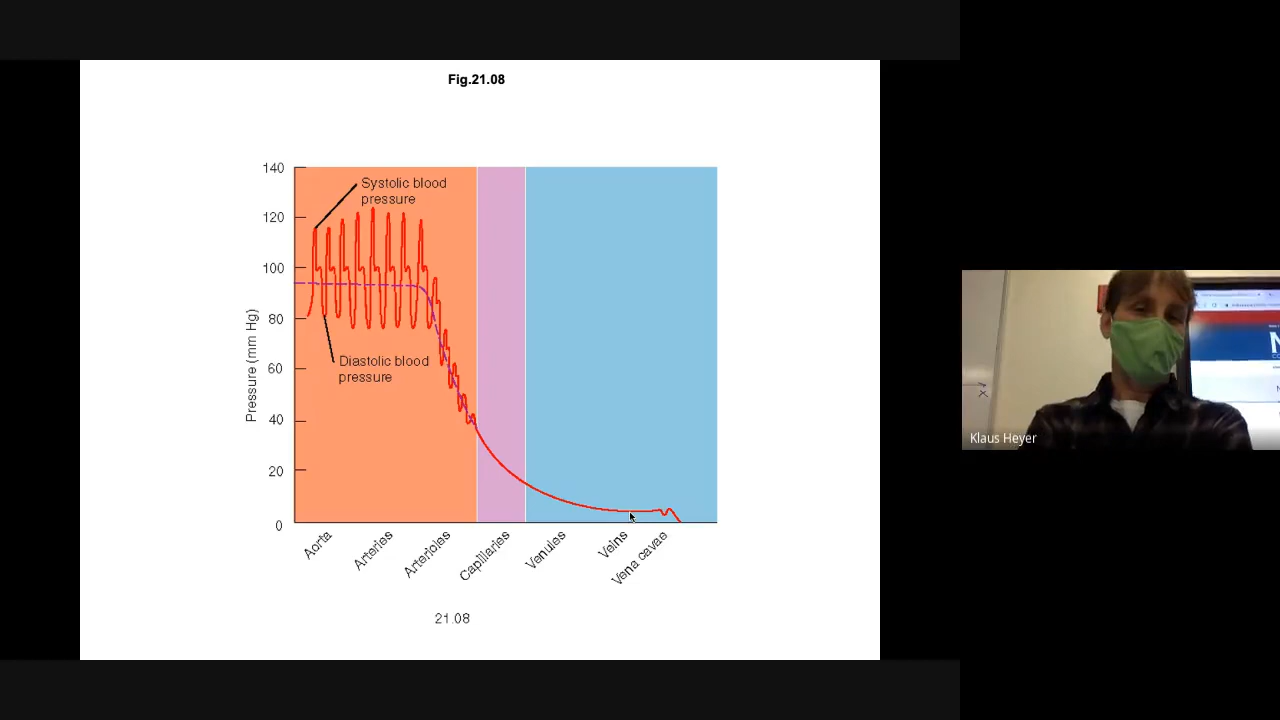 Fig.21.08
140
120
100
80
60
40
20
0
Pressure (mm Hg)
Systolic blood
pressure
Diastolic blood
pressure
Aorta
Arteries
Arterioles
Capillaries
Venules
Veins
Vena cavae
21.08
Klaus Heyer